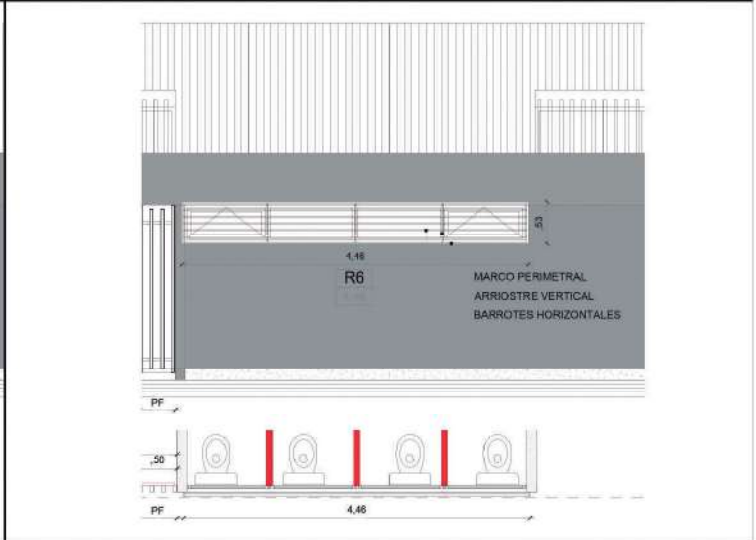 ,53
4,46
R6
MARCO PERIMETRAL
ARRIOSTRE VERTICAL
BARROTES HORIZONTALES
PF
,50
PF
4,46